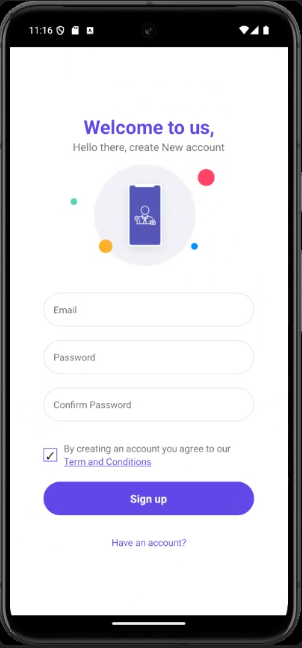 11:16
Welcome to us,
Hello there, create New account
Email
Password
Confirm Password
By creating an account you agree to our
Term and Conditions
Sign up
Have an account?